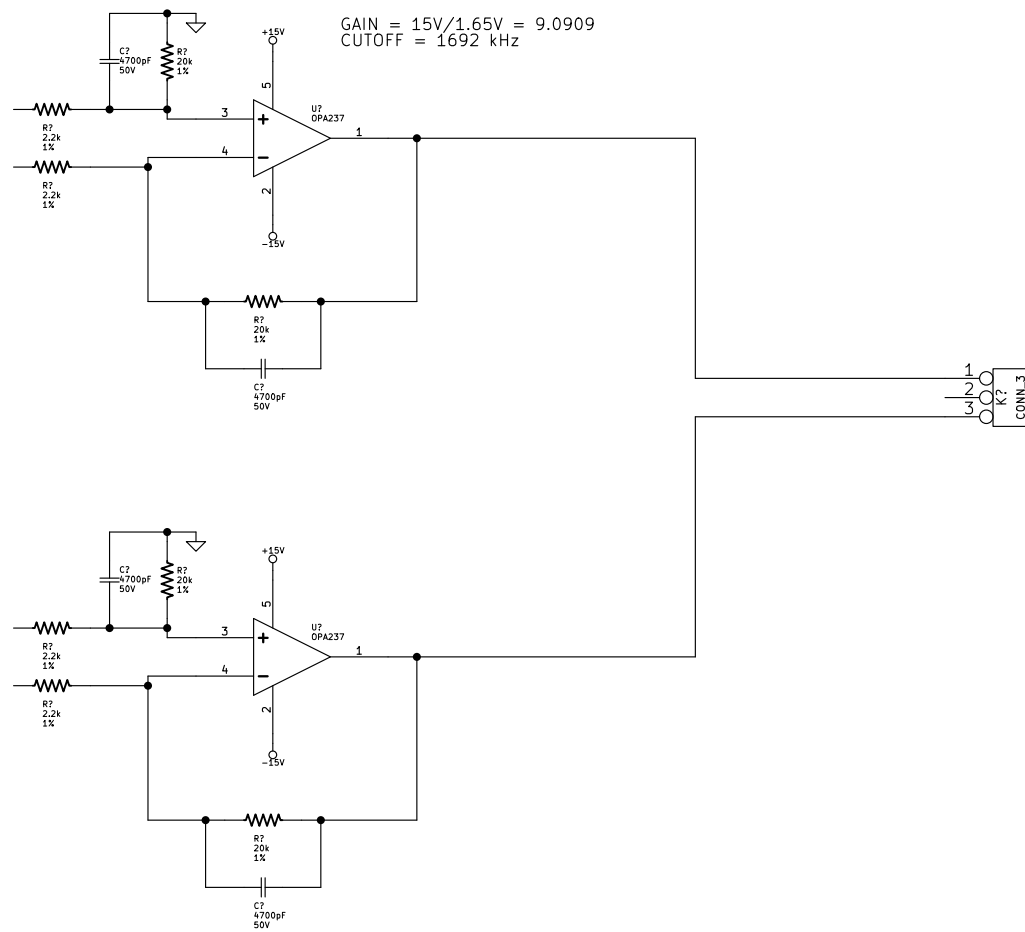 GAIN = 15V/1.65V = 9.0909
CUTOFF = 1692 kHz
+15V
C?
4700pF
50V
R?
20k
1%
5
U?
OPA237
3
+
1
R?
2.2k
1%
4
−
R?
2.2k
1%
2
−15V
R?
20k
1%
C?
4700pF
50V
1
2
3
K?
CONN_3
+15V
C?
4700pF
50V
R?
20k
1%
5
U?
OPA237
3
+
1
R?
2.2k
1%
4
−
R?
2.2k
1%
2
−15V
R?
20k
1%
C?
4700pF
50V